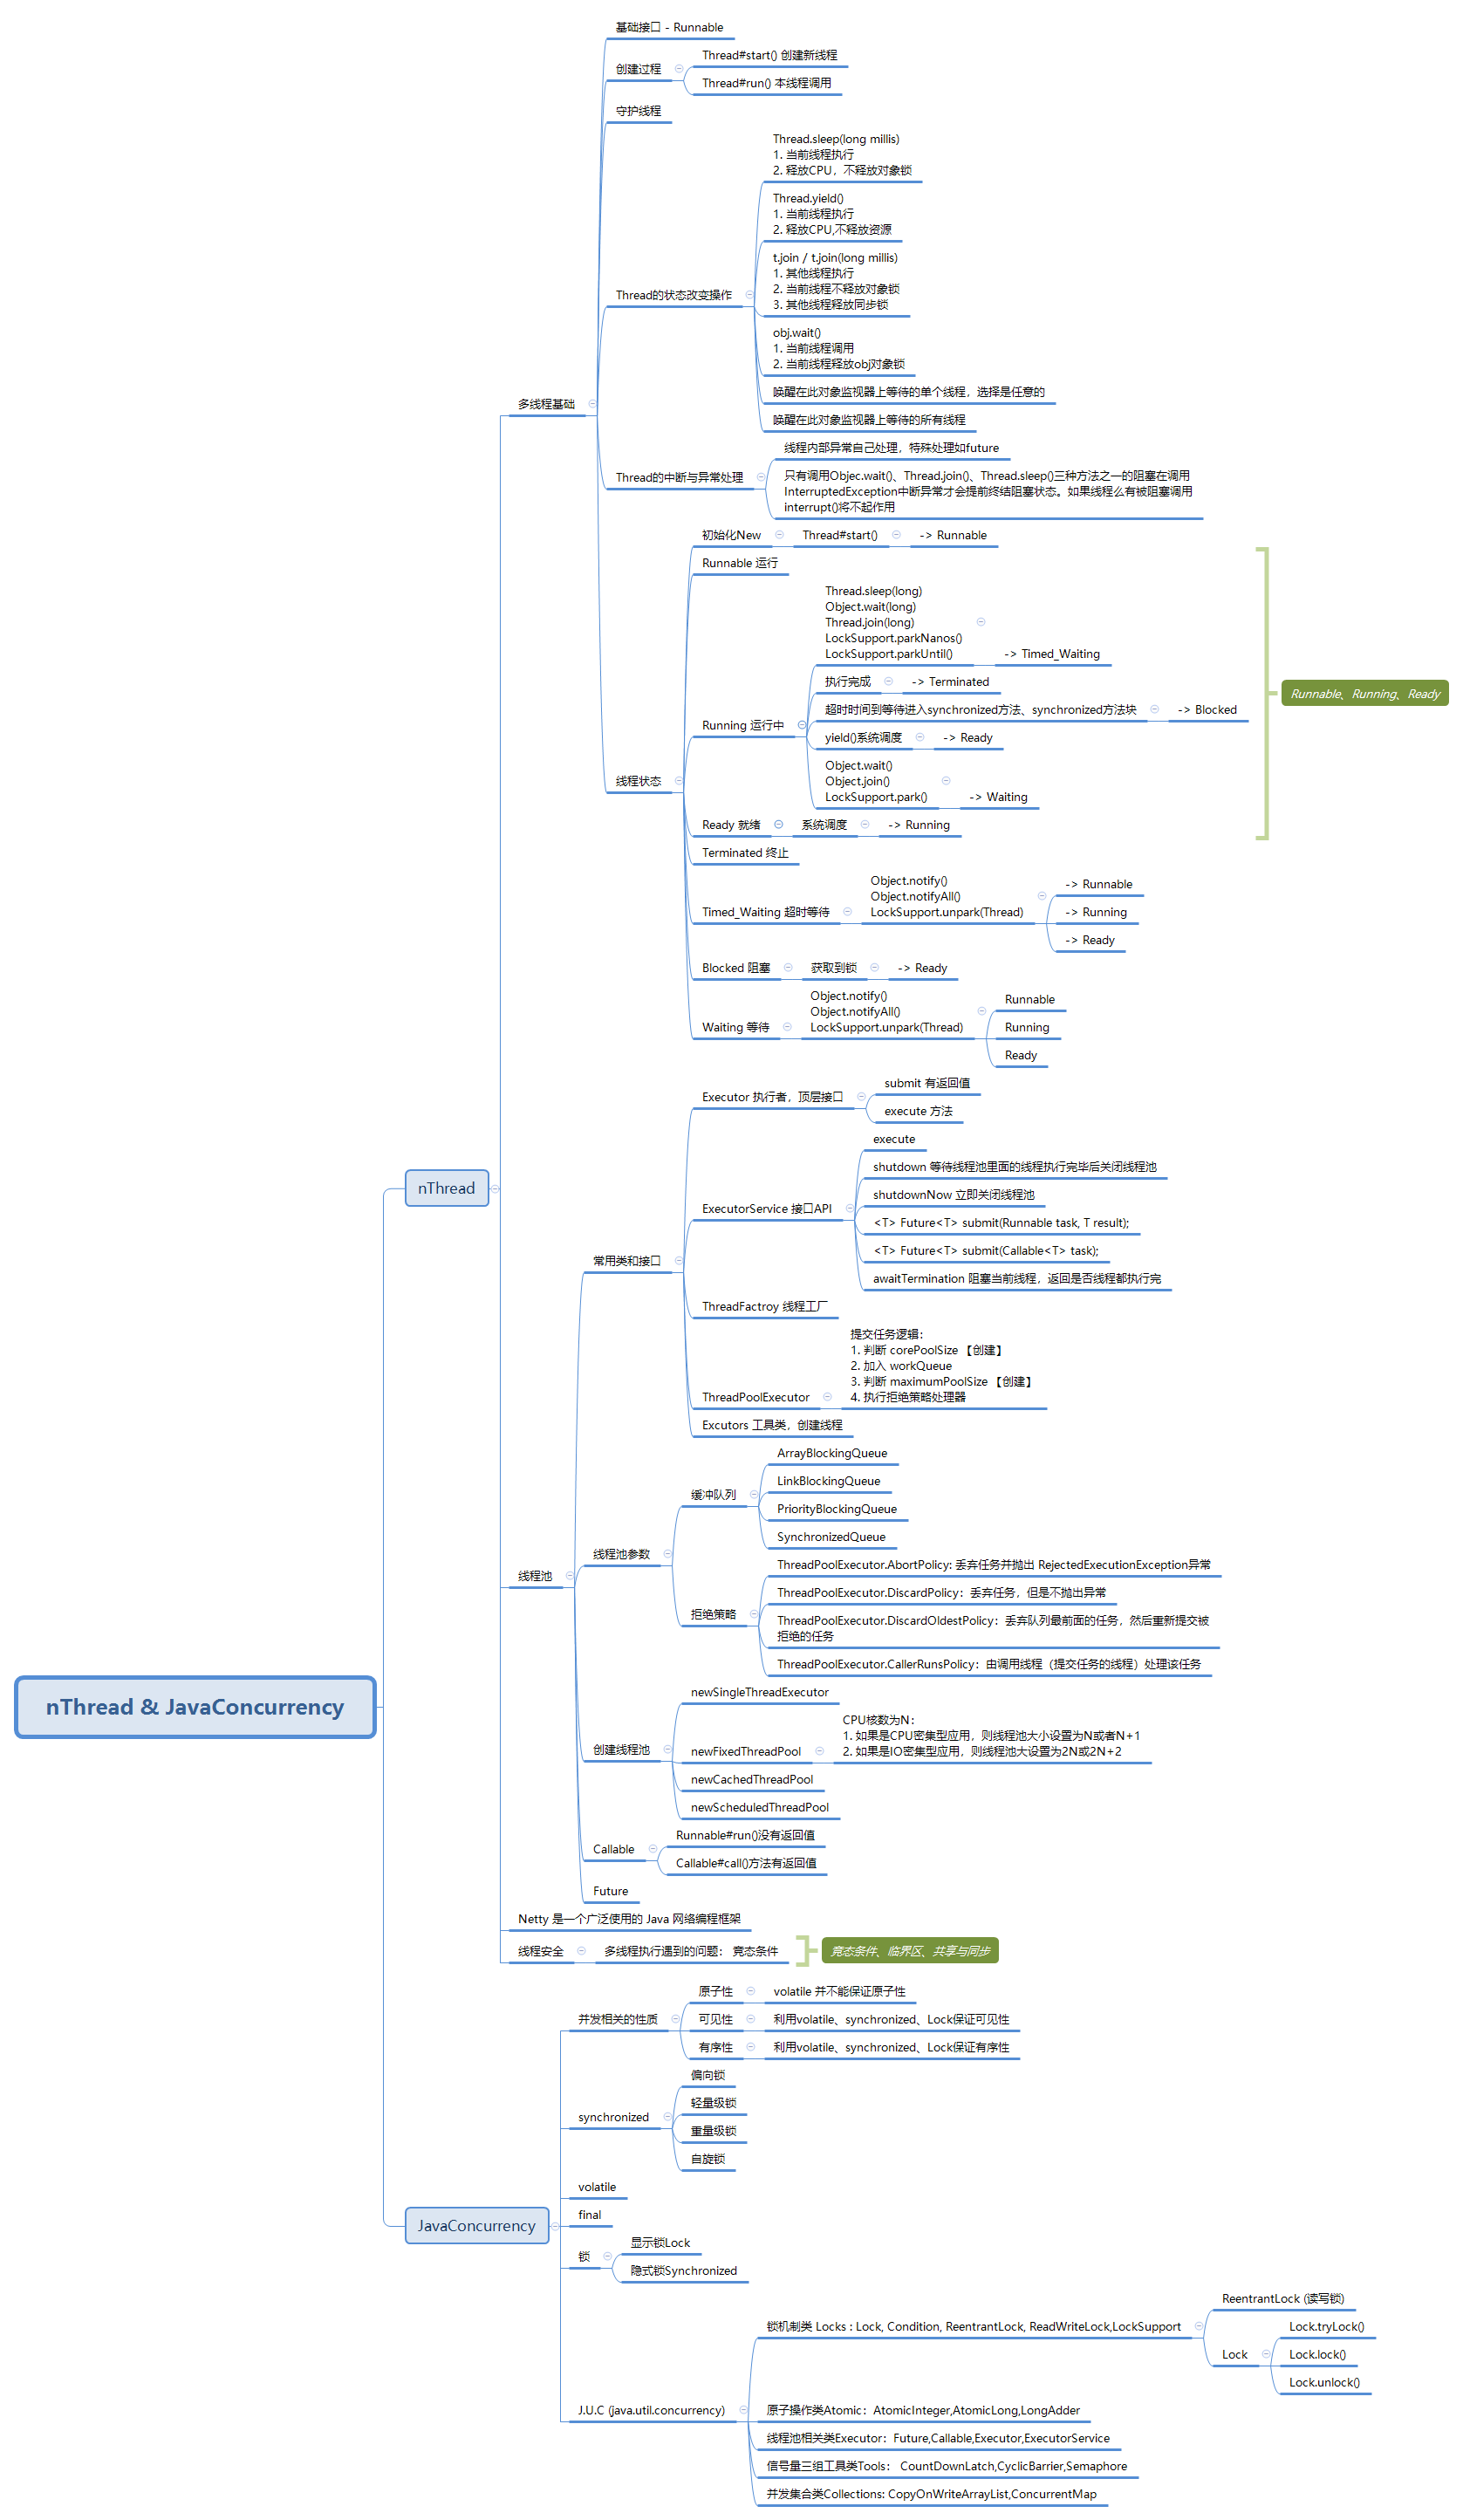 nThread & JavaConcurrency
nThread
多线程基础
基础接口 - Runnable
创建过程
Thread#start() 创建新线程
Thread#run() 本线程调用
守护线程
Thread的状态改变操作
Thread.sleep(long millis)
1. 当前线程执行
2. 释放CPU，不释放对象锁
Thread.yield()
1. 当前线程执行
2. 释放CPU,不释放资源
t.join / t.join(long millis)
1. 其他线程执行
2. 当前线程不释放对象锁
3. 其他线程释放同步锁
obj.wait()
1. 当前线程调用
2. 当前线程释放obj对象锁
唤醒在此对象监视器上等待的单个线程，选择是任意的
唤醒在此对象监视器上等待的所有线程
Thread的中断与异常处理
线程内部异常自己处理，特殊处理如future
只有调用Objec.wait()、Thread.join()、Thread.sleep()三种方法之一的阻塞在调用
InterruptedException中断异常才会提前终结阻塞状态。如果线程么有被阻塞调用
interrupt()将不起作用
线程状态
初始化New
Thread#start()
-> Runnable
Runnable 运行
Running 运行中
Thread.sleep(long)
Object.wait(long)
Thread.join(long)
LockSupport.parkNanos()
LockSupport.parkUntil()
-> Timed_Waiting
执行完成
-> Terminated
超时时间到等待进入synchronized方法、synchronized方法块
-> Blocked
yield()系统调度
-> Ready
Object.wait()
Object.join()
LockSupport.park()
-> Waiting
Ready 就绪
系统调度
-> Running
Runnable、Running、Ready
Terminated 终止
Timed_Waiting 超时等待
Object.notify()
Object.notifyAll()
LockSupport.unpark(Thread)
-> Runnable
-> Running
-> Ready
Blocked 阻塞
获取到锁
-> Ready
Waiting 等待
Object.notify()
Object.notifyAll()
LockSupport.unpark(Thread)
Runnable
Running
Ready
线程池
常用类和接口
Executor 执行者，顶层接口
submit 有返回值
execute 方法
ExecutorService 接口API
execute
shutdown 等待线程池里面的线程执行完毕后关闭线程池
shutdownNow 立即关闭线程池
<T> Future<T> submit(Runnable task, T result);
<T> Future<T> submit(Callable<T> task);
awaitTermination 阻塞当前线程，返回是否线程都执行完
ThreadFactroy 线程工厂
ThreadPoolExecutor
提交任务逻辑：
1. 判断 corePoolSize 【创建】
2. 加入 workQueue
3. 判断 maximumPoolSize 【创建】
4. 执行拒绝策略处理器
Excutors 工具类，创建线程
线程池参数
缓冲队列
ArrayBlockingQueue
LinkBlockingQueue
PriorityBlockingQueue
SynchronizedQueue
拒绝策略
ThreadPoolExecutor.AbortPolicy: 丢弃任务并抛出 RejectedExecutionException异常
ThreadPoolExecutor.DiscardPolicy：丢弃任务，但是不抛出异常
ThreadPoolExecutor.DiscardOldestPolicy：丢弃队列最前面的任务，然后重新提交被
拒绝的任务
ThreadPoolExecutor.CallerRunsPolicy：由调用线程（提交任务的线程）处理该任务
创建线程池
newSingleThreadExecutor
newFixedThreadPool
CPU核数为N：
1. 如果是CPU密集型应用，则线程池大小设置为N或者N+1
2. 如果是IO密集型应用，则线程池大设置为2N或2N+2
newCachedThreadPool
newScheduledThreadPool
Callable
Runnable#run()没有返回值
Callable#call()方法有返回值
Future
Netty 是一个广泛使用的 Java 网络编程框架
线程安全
多线程执行遇到的问题： 竟态条件
竟态条件、临界区、共享与同步
JavaConcurrency
并发相关的性质
原子性
volatile 并不能保证原子性
可见性
利用volatile、synchronized、Lock保证可见性
有序性
利用volatile、synchronized、Lock保证有序性
synchronized
偏向锁
轻量级锁
重量级锁
自旋锁
volatile
final
锁
显示锁Lock
隐式锁Synchronized
J.U.C (java.util.concurrency)
锁机制类 Locks : Lock, Condition, ReentrantLock, ReadWriteLock,LockSupport
ReentrantLock (读写锁)
Lock
Lock.tryLock()
Lock.lock()
Lock.unlock()
原子操作类Atomic：AtomicInteger,AtomicLong,LongAdder
线程池相关类Executor：Future,Callable,Executor,ExecutorService
信号量三组工具类Tools： CountDownLatch,CyclicBarrier,Semaphore
并发集合类Collections: CopyOnWriteArrayList,ConcurrentMap